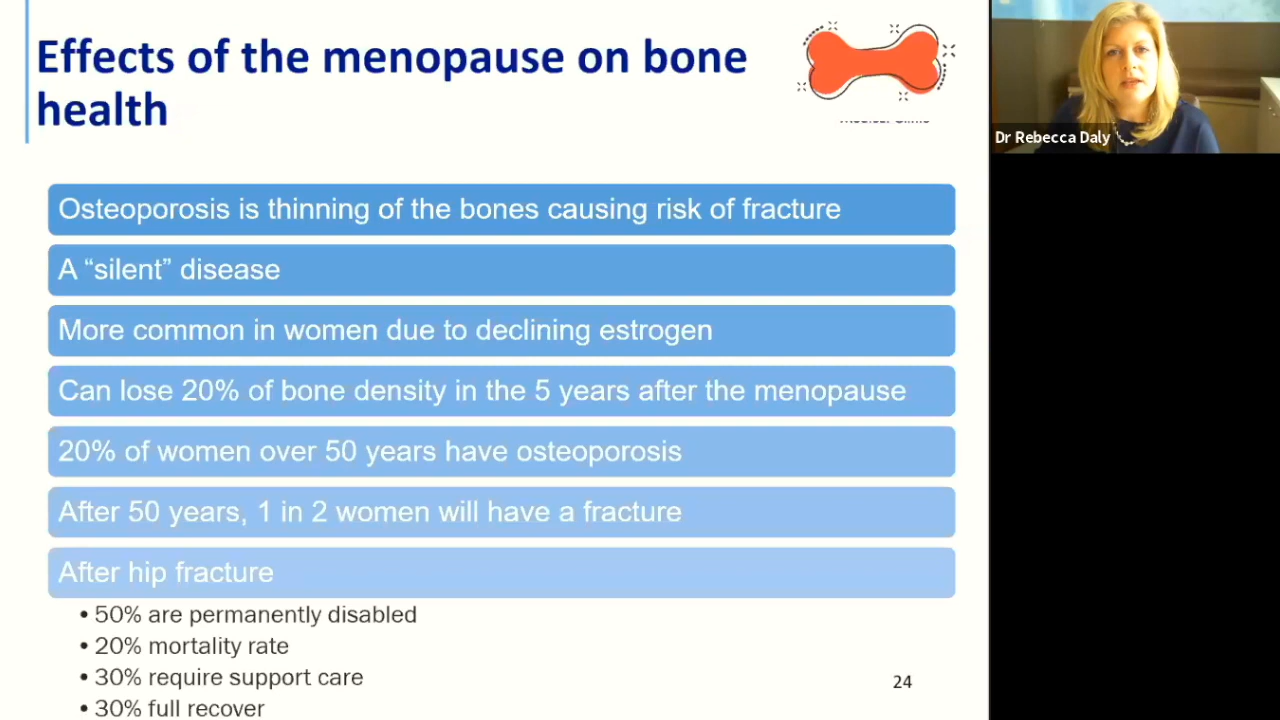 Effects of the menopause on bone
health
Dr Rebecca Daly
Osteoporosis is thinning of the bones causing risk of fracture
A “silent” disease
More common in women due to declining estrogen
Can lose 20% of bone density in the 5 years after the menopause
20% of women over 50 years have osteoporosis
After 50 years, 1 in 2 women will have a fracture
After hip fracture
• 50% are permanently disabled
• 20% mortality rate
• 30% require support care
• 30% full recover
24